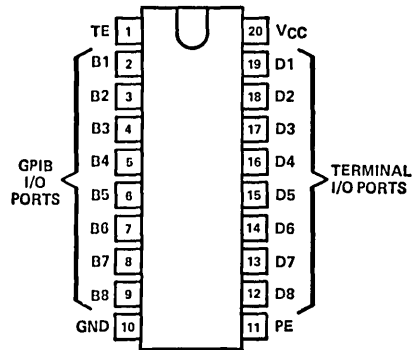 TE 1 20 VCC
B1 2 19 D1
B2 3 18 D2
B3 4 17 D3
B4 5 16 D4
B5 6 15 D5
B6 7 14 D6
B7 8 13 D7
B8 9 12 D8
GND 10 11 PE
GPIB
I/O
PORTS
TERMINAL
I/O PORTS